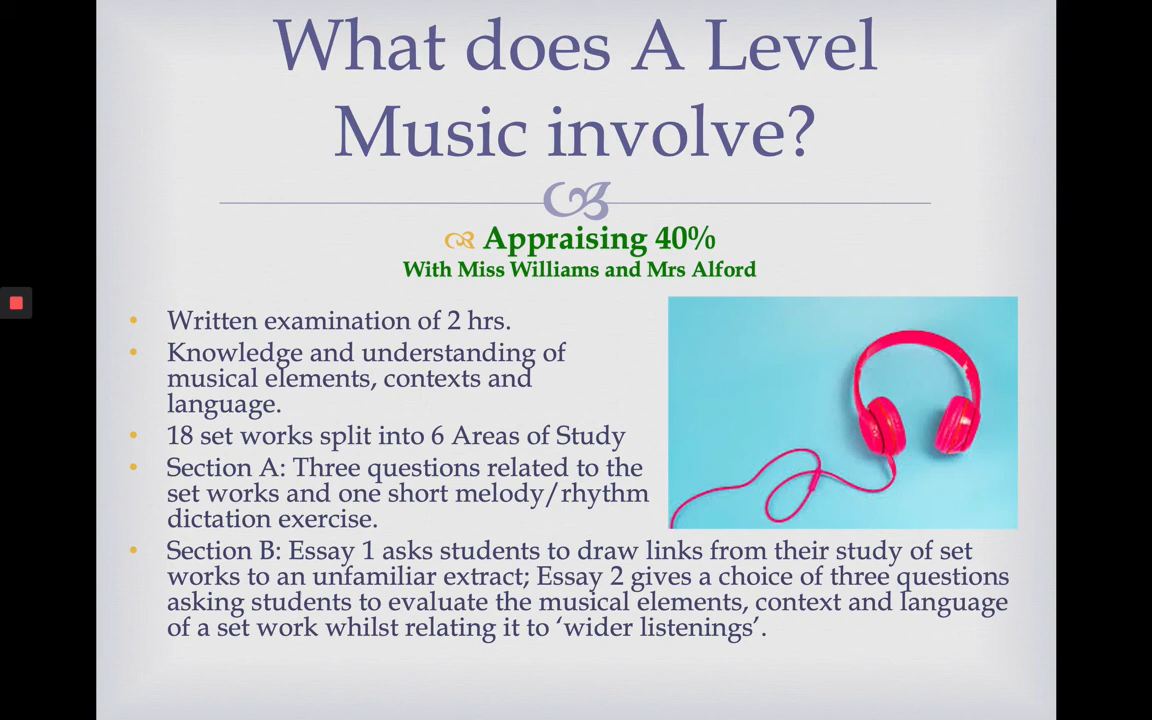 What does A Level
Music involve?
Appraising 40%
With Miss Williams and Mrs Alford
• Written examination of 2 hrs.
• Knowledge and understanding of
musical elements, contexts and
language.
• 18 set works split into 6 Areas of Study
• Section A: Three questions related to the
set works and one short melody/rhythm
dictation exercise.
• Section B: Essay 1 asks students to draw links from their study of set
works to an unfamiliar extract; Essay 2 gives a choice of three questions
asking students to evaluate the musical elements, context and language
of a set work whilst relating it to ‘wider listenings’.